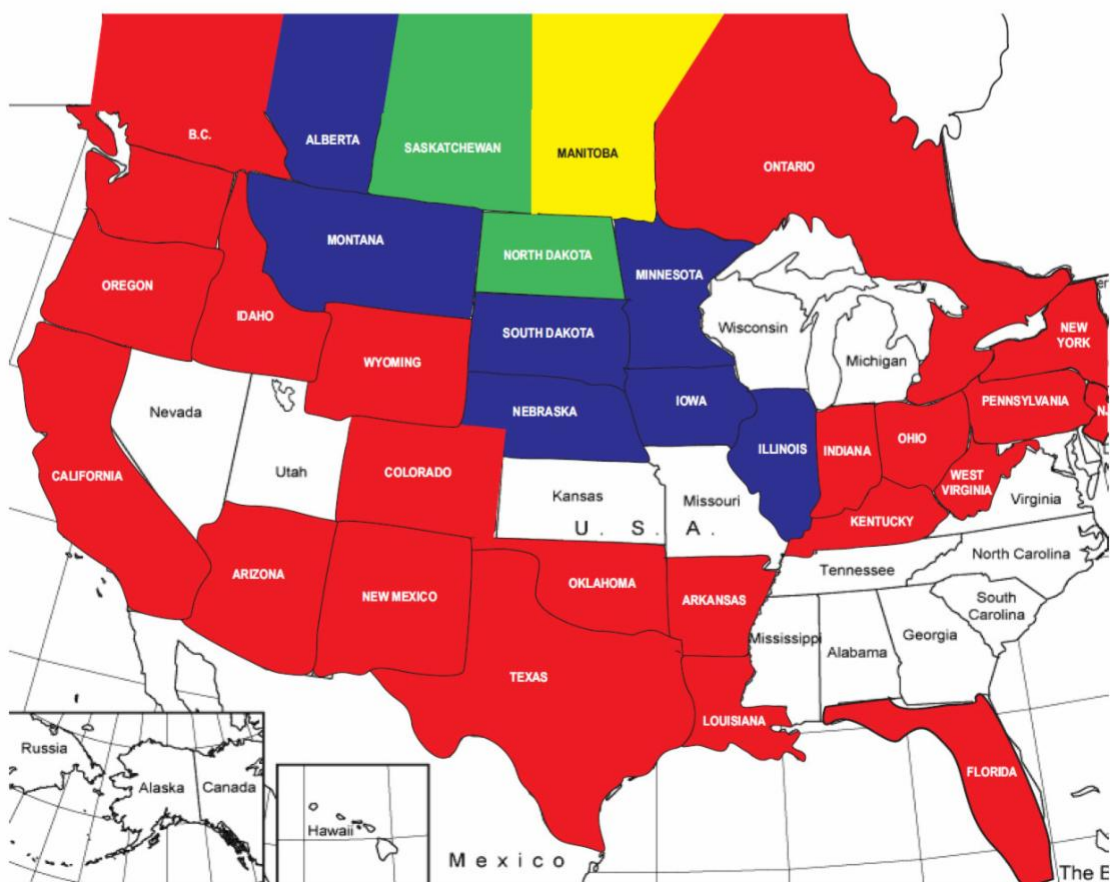 B.C.
ALBERTA
SASKATCHEWAN
MANITOBA
ONTARIO
MONTANA
NORTH DAKOTA
MINNESOTA
OREGON
IDAHO
SOUTH DAKOTA
Wisconsin
NEW
YORK
WYOMING
Michigan
Nevada
NEBRASKA
IOWA
PENNSYLVANIA
CALIFORNIA
Utah
COLORADO
ILLINOIS
INDIANA
OHIO
WEST
VIRGINIA
Kansas
Missouri
Virginia
U. S. A.
KENTUCKY
ARIZONA
NEW MEXICO
OKLAHOMA
ARKANSAS
Tennessee
North Carolina
South
Carolina
Mississippi
Alabama
Georgia
TEXAS
LOUISIANA
FLORIDA
Russia
Alaska
Canada
Hawaii
Mexico
The